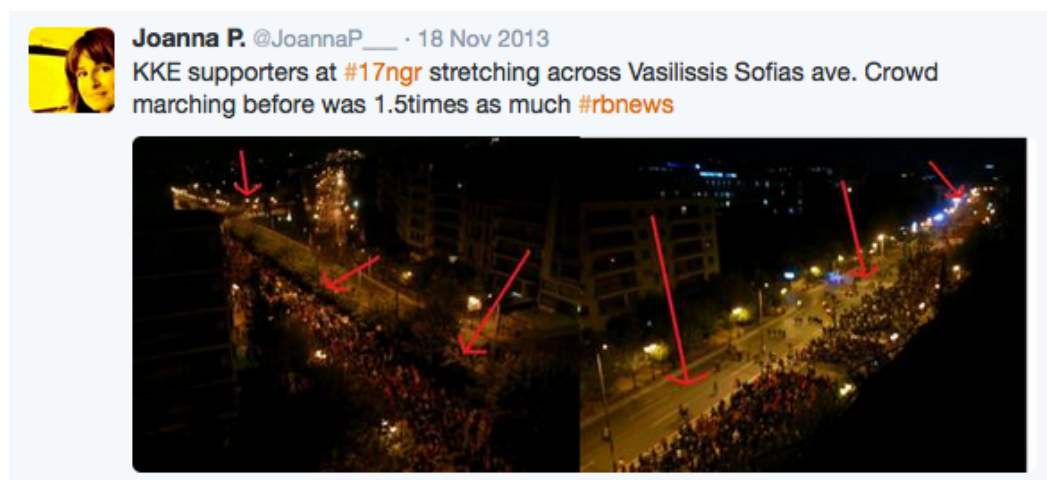 Joanna P. @JoannaP___ · 18 Nov 2013
KKE supporters at #17ngr stretching across Vasilissis Sofias ave. Crowd
marching before was 1.5times as much #rbnews